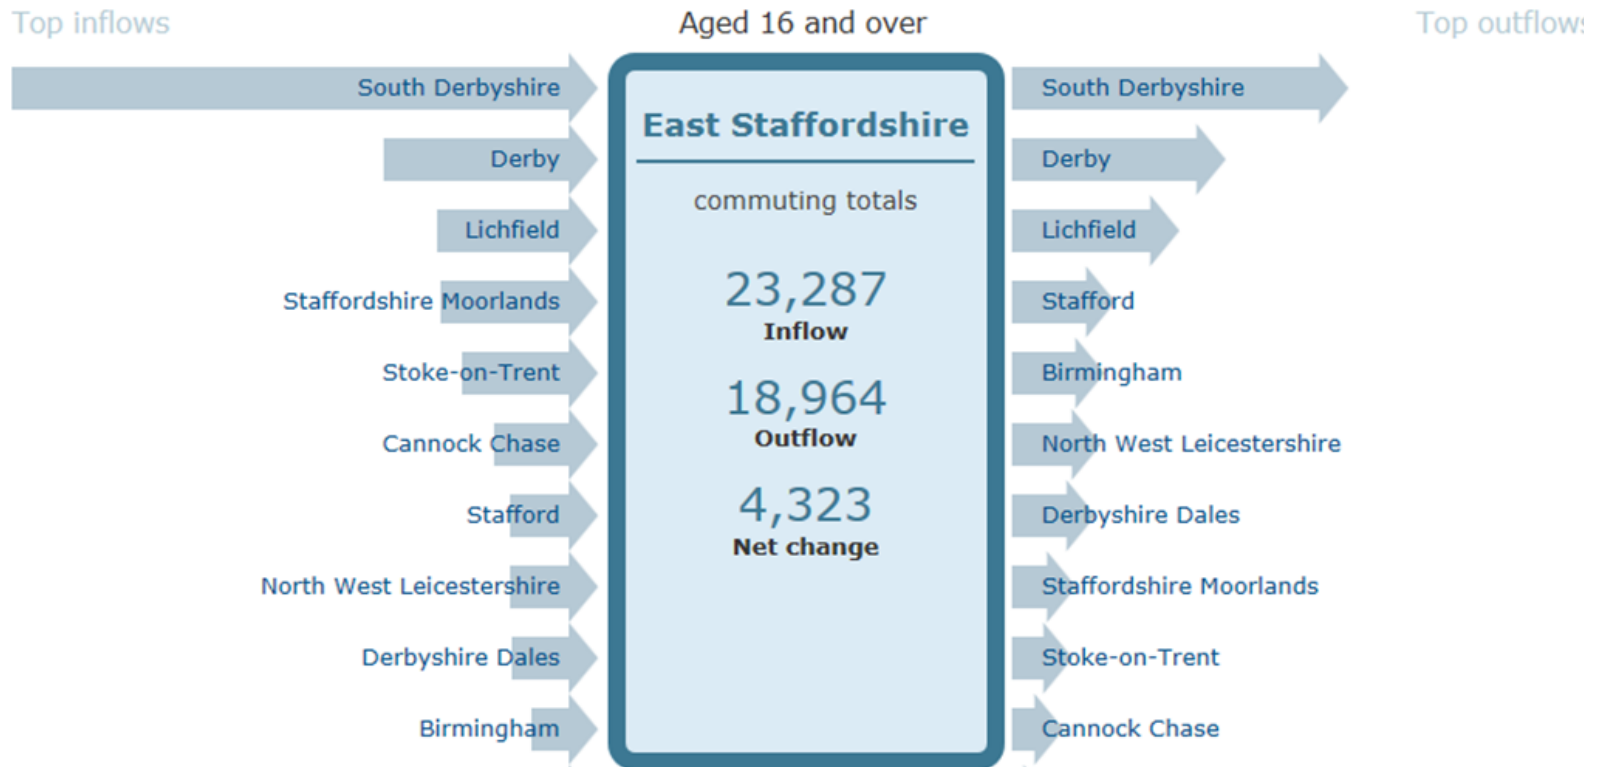 Top inflows
Aged 16 and over
Top outflows
South Derbyshire
Derby
Lichfield
Staffordshire Moorlands
Stoke-on-Trent
Cannock Chase
Stafford
North West Leicestershire
Derbyshire Dales
Birmingham
East Staffordshire
commuting totals
23,287
Inflow
18,964
Outflow
4,323
Net change
South Derbyshire
Derby
Lichfield
Stafford
Birmingham
North West Leicestershire
Derbyshire Dales
Staffordshire Moorlands
Stoke-on-Trent
Cannock Chase